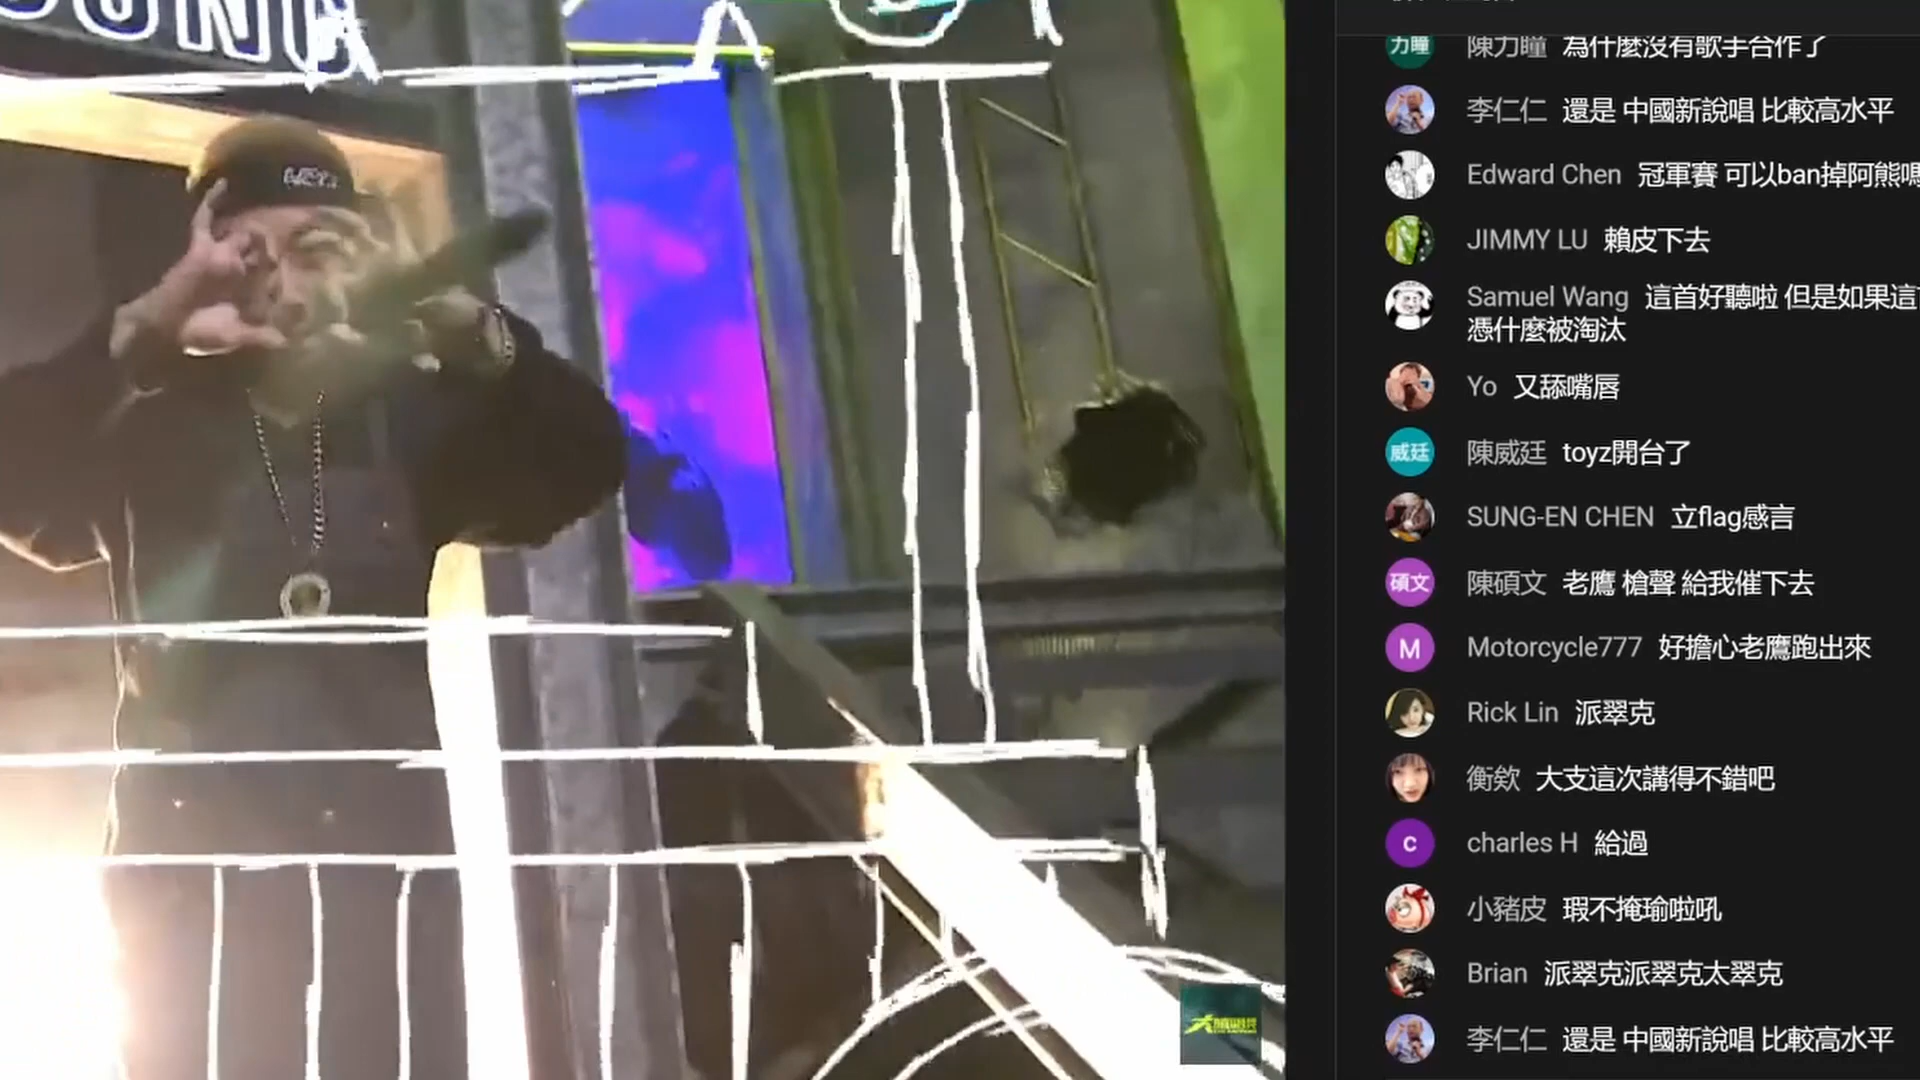 陳力瞳 為什麼沒有歌手合作了
李仁仁 還是 中國新說唱 比較高水平
Edward Chen 冠軍賽 可以ban掉阿熊嗎
JIMMY LU 賴皮下去
Samuel Wang 這首好聽啦 但是如果這
憑什麼被淘汰
Yo 又舔嘴唇
威廷 陳威廷 toyz開台了
SUNG-EN CHEN 立flag感言
碩文 陳碩文 老鷹 槍聲 給我催下去
M Motorcycle777 好擔心老鷹跑出來
Rick Lin 派翠克
衡欸 大支這次講得不錯吧
c charles H 給過
小豬皮 瑕不掩瑜啦吼
Brian 派翠克派翠克太翠克
李仁仁 還是 中國新說唱 比較高水平